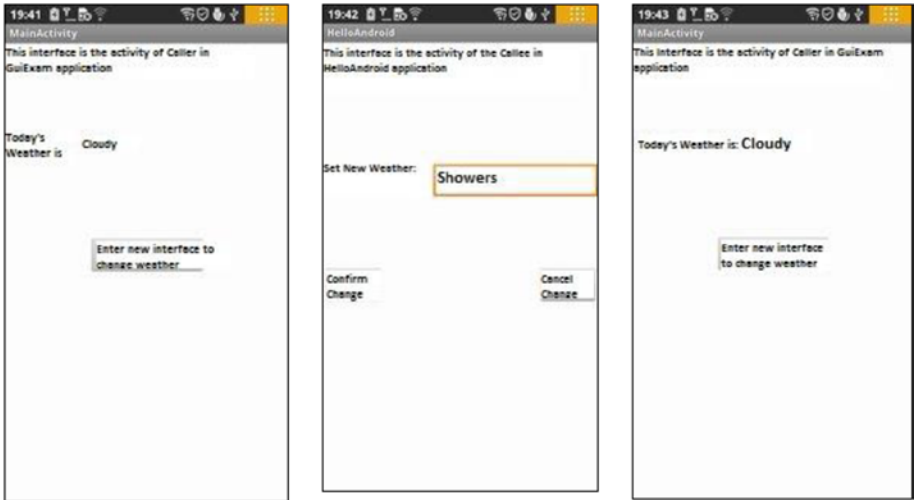 19:41
MainActivity
This interface is the activity of Caller in
GuiExam application
Today's
Weather is
Cloudy
Enter new interface to
change weather
19:42
HelloAndroid
This interface is the activity of the Callee in
HelloAndroid application
Set New Weather:
Showers
Confirm
Change
Cancel
Change
19:43
MainActivity
This Interface is the activity of Caller in GuiExam
application
Today's Weather is: Cloudy
Enter new interface
to change weather